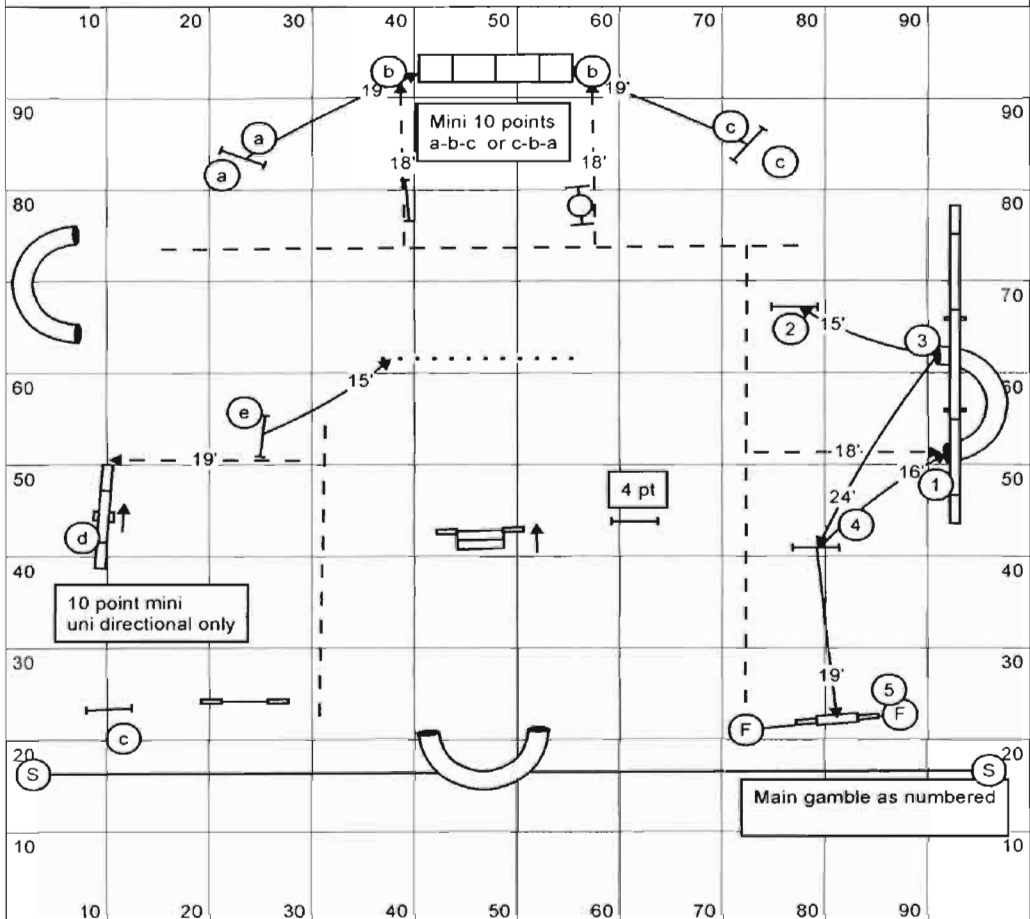 10 20 30 40 50 60 70 80 90
b b
19' 19'
90 90
Mini 10 points
a-b-c or c-b-a
a c
18' 18'
a c
80 80
70 70
2 15' 3
60 60
15'
e
50 19' 18' 50
4 pt 16' 1
24' 4
d
40 40
10 point mini
uni directional only
30 30
19' 5
c F F
20 20
S S
Main gamble as numbered
10 10
10 20 30 40 50 60 70 80 90